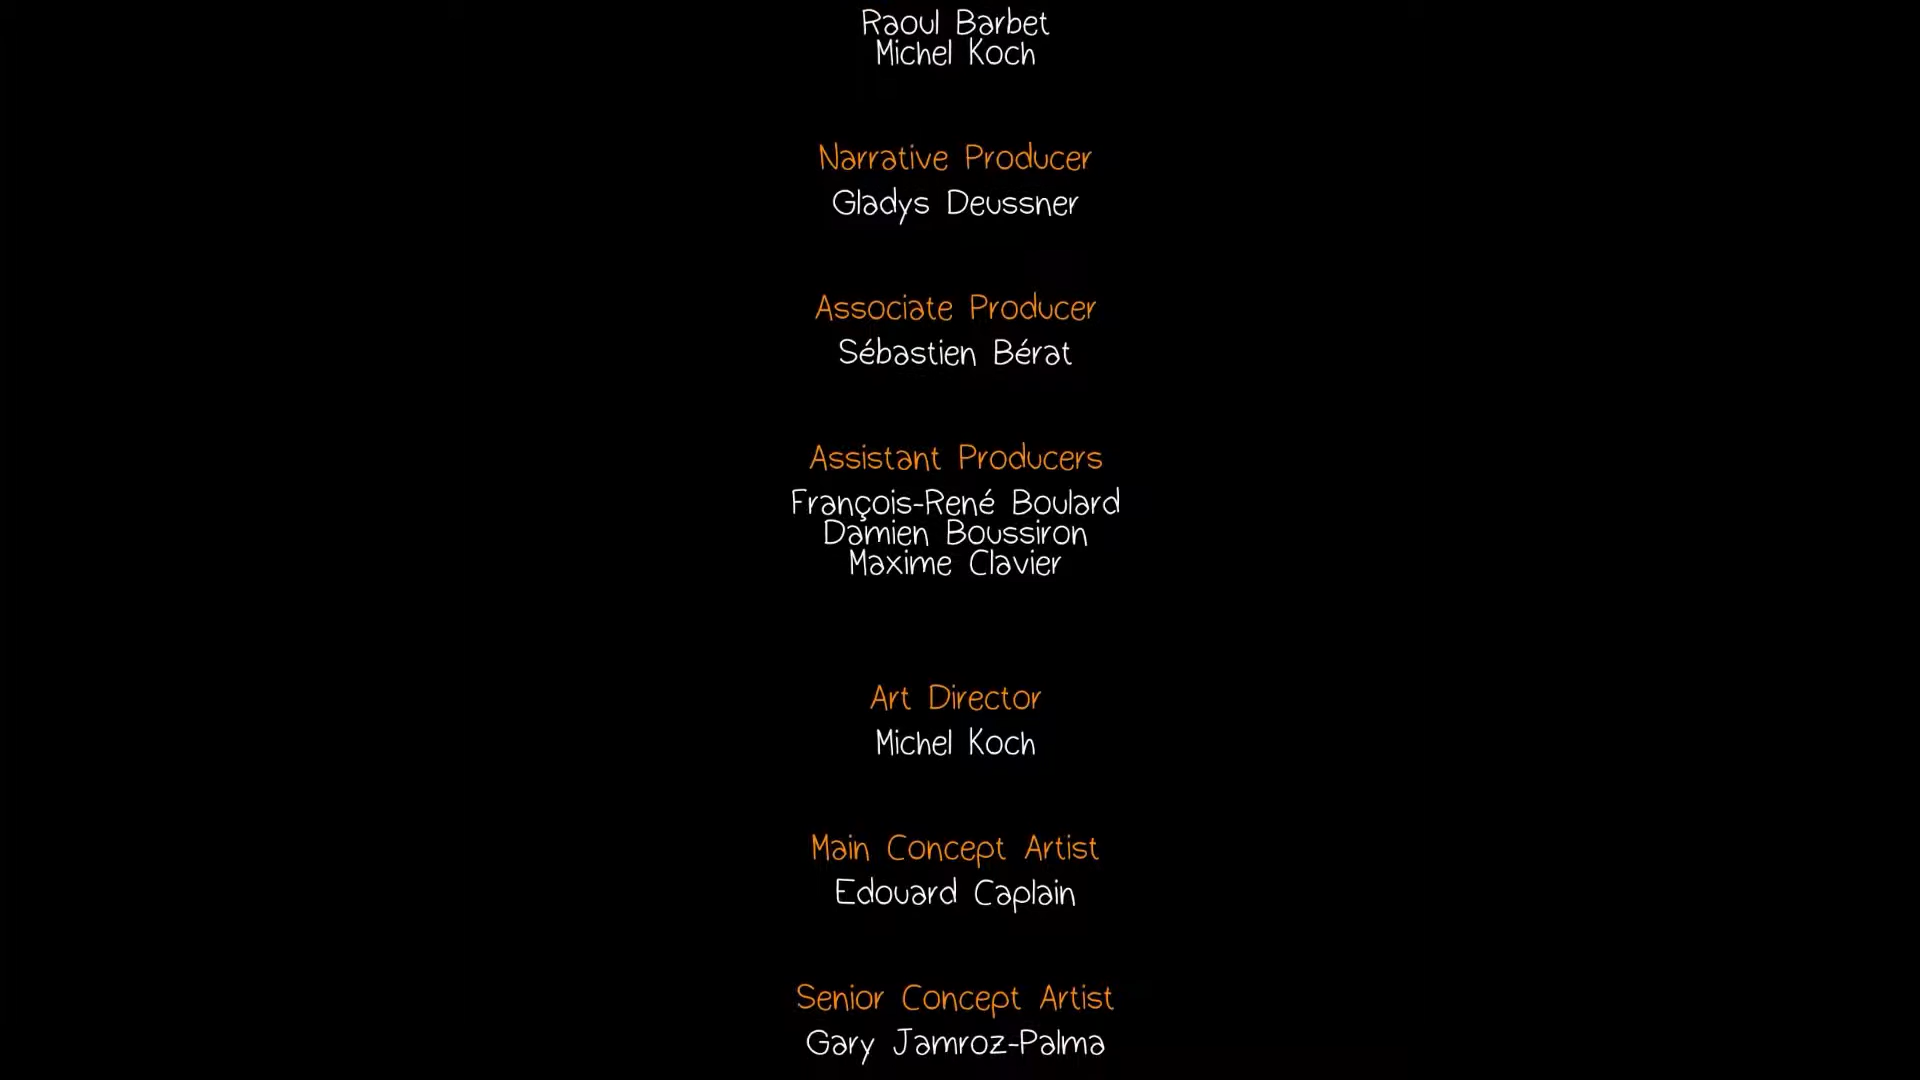 Raoul Barbet
Michel Koch
Narrative Producer
Gladys Deussner
Associate Producer
Sébastien Bérat
Assistant Producers
François-René Boulard
Damien Boussiron
Maxime Clavier
Art Director
Michel Koch
Main Concept Artist
Edouard Caplain
Senior Concept Artist
Gary Jamroz-Palma